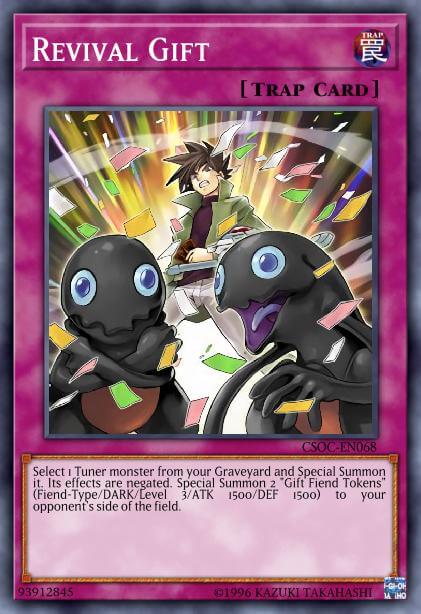 Revival Gift
TRAP
罠
[Trap Card]
CSOC-EN068
Select 1 Tuner monster from your Graveyard and Special Summon
it. Its effects are negated. Special Summon 2 "Gift Fiend Tokens"
(Fiend-Type/DARK/Level 3/ATK 1500/DEF 1500) to your
opponent's side of the field.
93912845
©1996 KAZUKI TAKAHASHI